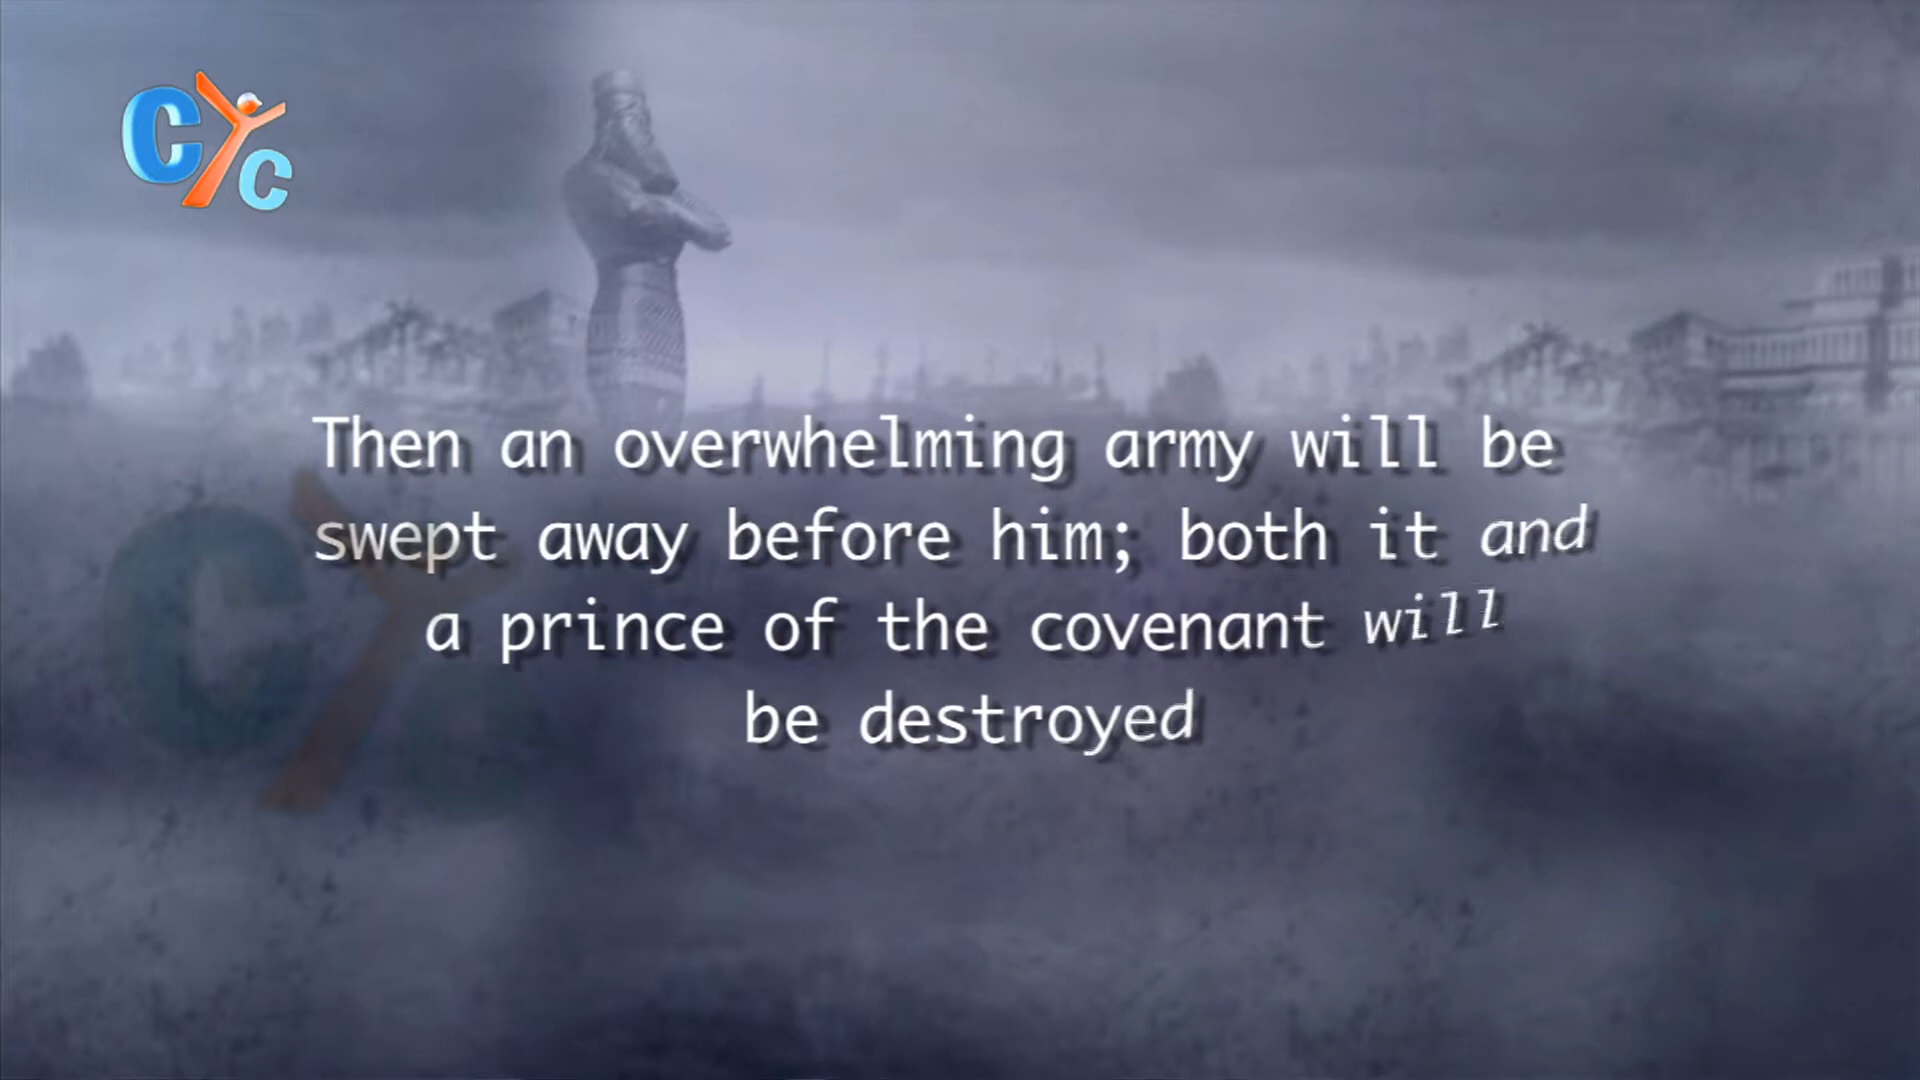 CYC
Then an overwhelming army will be
swept away before him; both it and
a prince of the covenant will
be destroyed